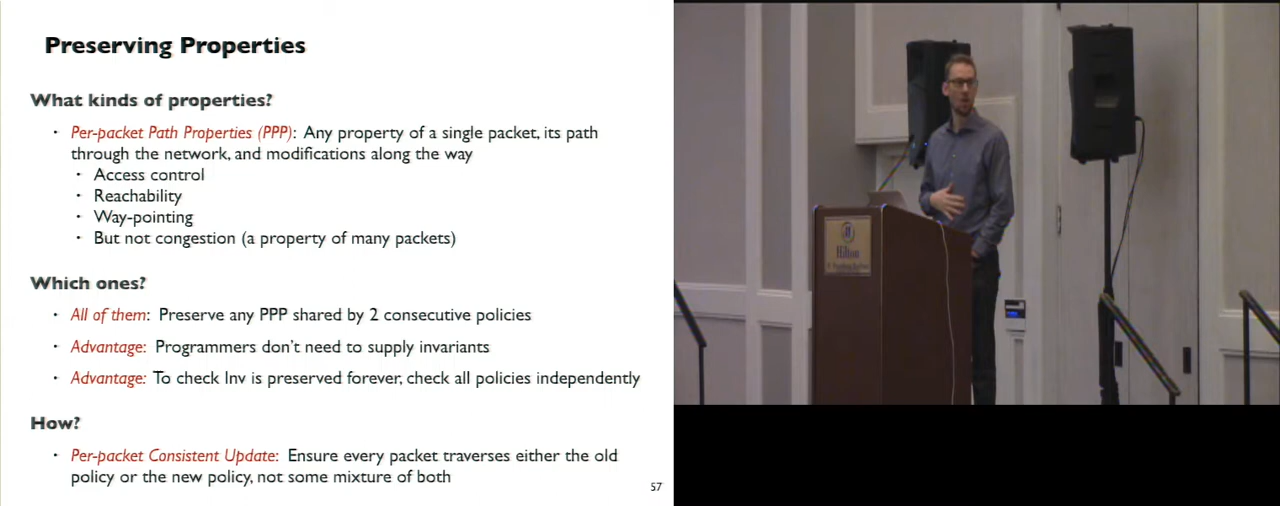 Preserving Properties
What kinds of properties?
• Per-packet Path Properties (PPP): Any property of a single packet, its path
through the network, and modifications along the way
• Access control
• Reachability
• Way-pointing
• But not congestion (a property of many packets)
Which ones?
• All of them: Preserve any PPP shared by 2 consecutive policies
• Advantage: Programmers don't need to supply invariants
• Advantage: To check Inv is preserved forever, check all policies independently
How?
• Per-packet Consistent Update: Ensure every packet traverses either the old
policy or the new policy, not some mixture of both
57
Hilton